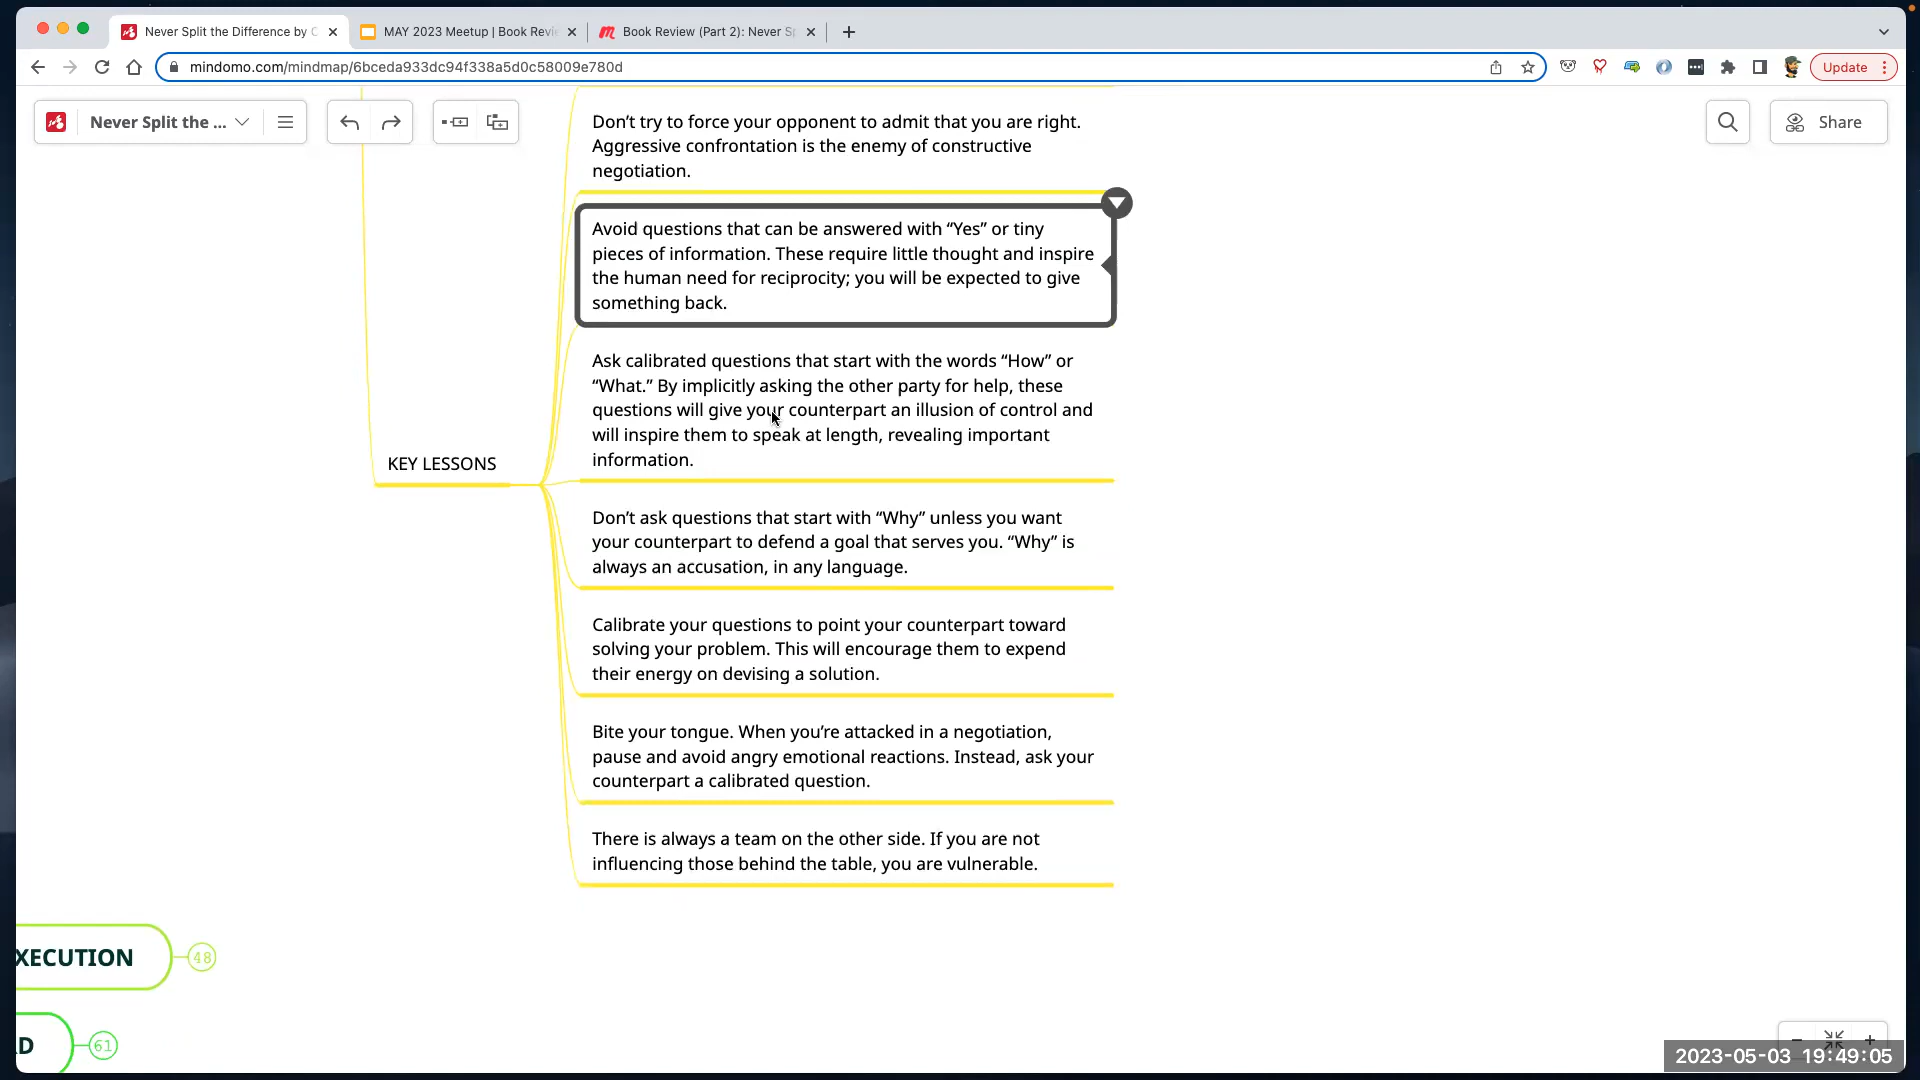 Never Split the Difference by C
MAY 2023 Meetup | Book Revie
Book Review (Part 2): Never Sp
mindomo.com/mindmap/6bceda933dc94f338a5d0c58009e780d
Update
Never Split the ...
Share
Don’t try to force your opponent to admit that you are right.
Aggressive confrontation is the enemy of constructive
negotiation.
Avoid questions that can be answered with “Yes” or tiny
pieces of information. These require little thought and inspire
the human need for reciprocity; you will be expected to give
something back.
Ask calibrated questions that start with the words “How” or
“What.” By implicitly asking the other party for help, these
questions will give your counterpart an illusion of control and
will inspire them to speak at length, revealing important
information.
KEY LESSONS
Don’t ask questions that start with “Why” unless you want
your counterpart to defend a goal that serves you. “Why” is
always an accusation, in any language.
Calibrate your questions to point your counterpart toward
solving your problem. This will encourage them to expend
their energy on devising a solution.
Bite your tongue. When you’re attacked in a negotiation,
pause and avoid angry emotional reactions. Instead, ask your
counterpart a calibrated question.
There is always a team on the other side. If you are not
influencing those behind the table, you are vulnerable.
XECUTION
48
RD
61
2023-05-03 19:49:05